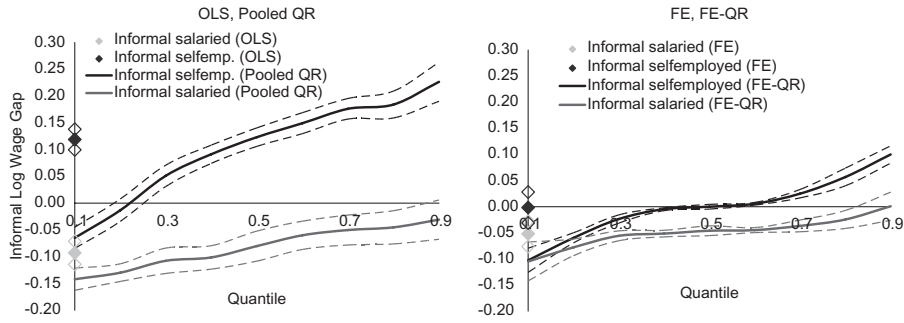 OLS, Pooled QR
0.30
0.25
0.20
0.15
0.10
0.05
0.00
-0.05
-0.10
-0.15
-0.20
Informal Log Wage Gap
Informal salaried (OLS)
Informal selfemp. (OLS)
Informal selfemp. (Pooled QR)
Informal salaried (Pooled QR)
0.1
0.3
0.5
0.7
0.9
Quantile
FE, FE-QR
0.30
0.25
0.20
0.15
0.10
0.05
0.00
-0.05
-0.10
-0.15
-0.20
Informal salaried (FE)
Informal selfemployed (FE)
Informal selfemployed (FE-QR)
Informal salaried (FE-QR)
0.1
0.3
0.5
0.7
0.9
Quantile